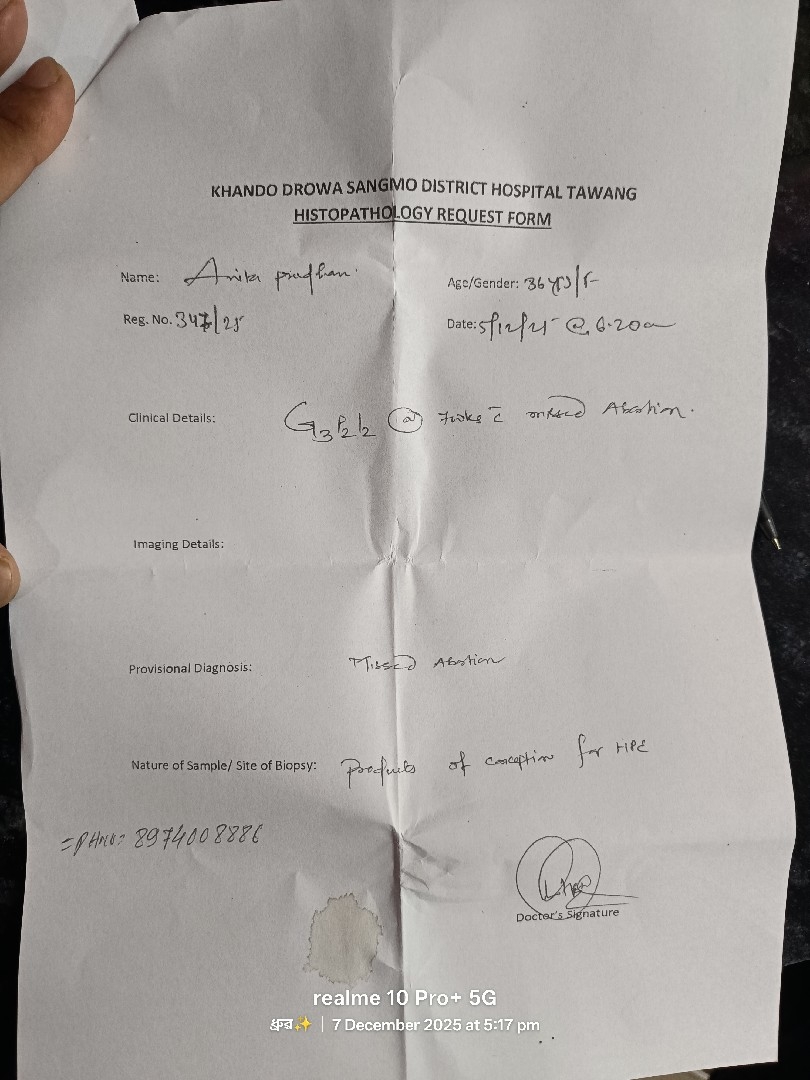 KHANDO DROWA SANGMO DISTRICT HOSPITAL TAWANG
HISTOPATHOLOGY REQUEST FORM
Name: Anita pradhan. Age/Gender: 36 yrs/F
Reg. No. 347/25 Date: 5/12/25 @ 6.20am
Clinical Details: G3P2L2 @ 7wks c̄ missed Abortion.
Imaging Details:
Provisional Diagnosis: Missed Abortion
Nature of Sample/ Site of Biopsy: Products of conception for HPE
PHNO: 8974008886
Doctor's Signature
realme 10 Pro+ 5G
ধ্রুব✨ | 7 December 2025 at 5:17 pm